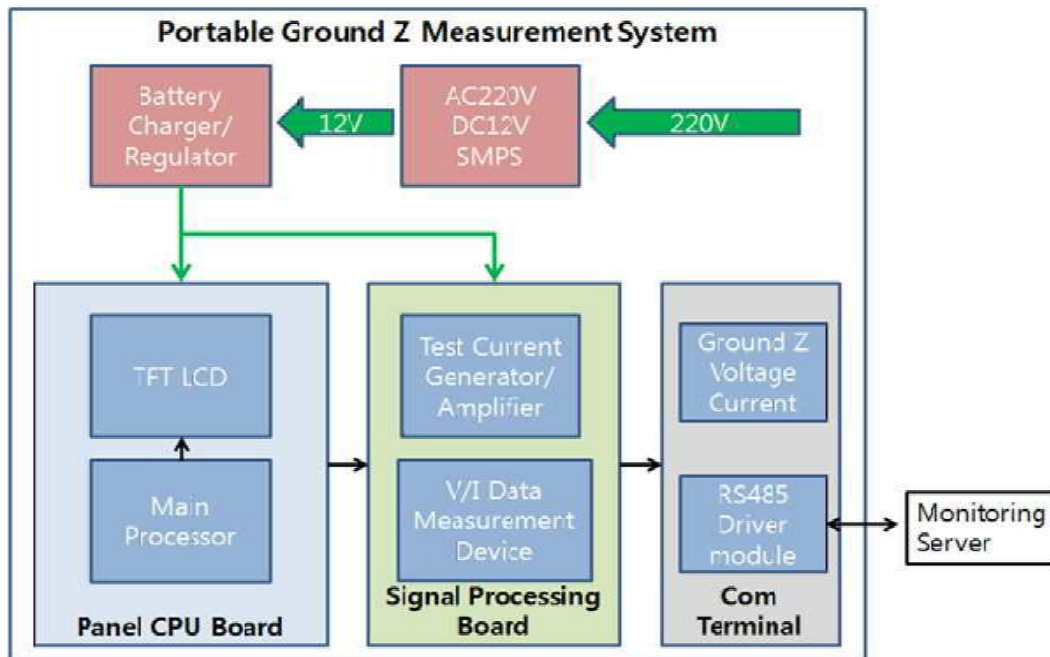 Portable Ground Z Measurement System
Battery
Charger/
Regulator
12V
AC220V
DC12V
SMPS
220V
TFT LCD
Main
Processor
Panel CPU Board
Test Current
Generator/
Amplifier
V/I Data
Measurement
Device
Signal Processing
Board
Ground Z
Voltage
Current
RS485
Driver
module
Com
Terminal
Monitoring
Server